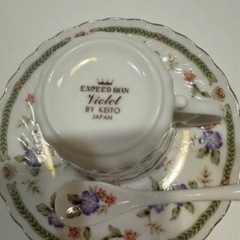 EXCEED BON
Violet
BY KEITO
JAPAN